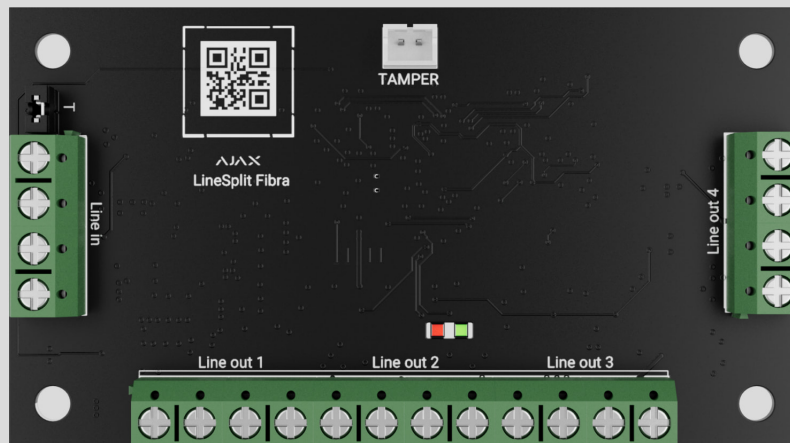 TAMPER
T
AJAX
LineSplit Fibra
Line in
Line out 4
Line out 1
Line out 2
Line out 3